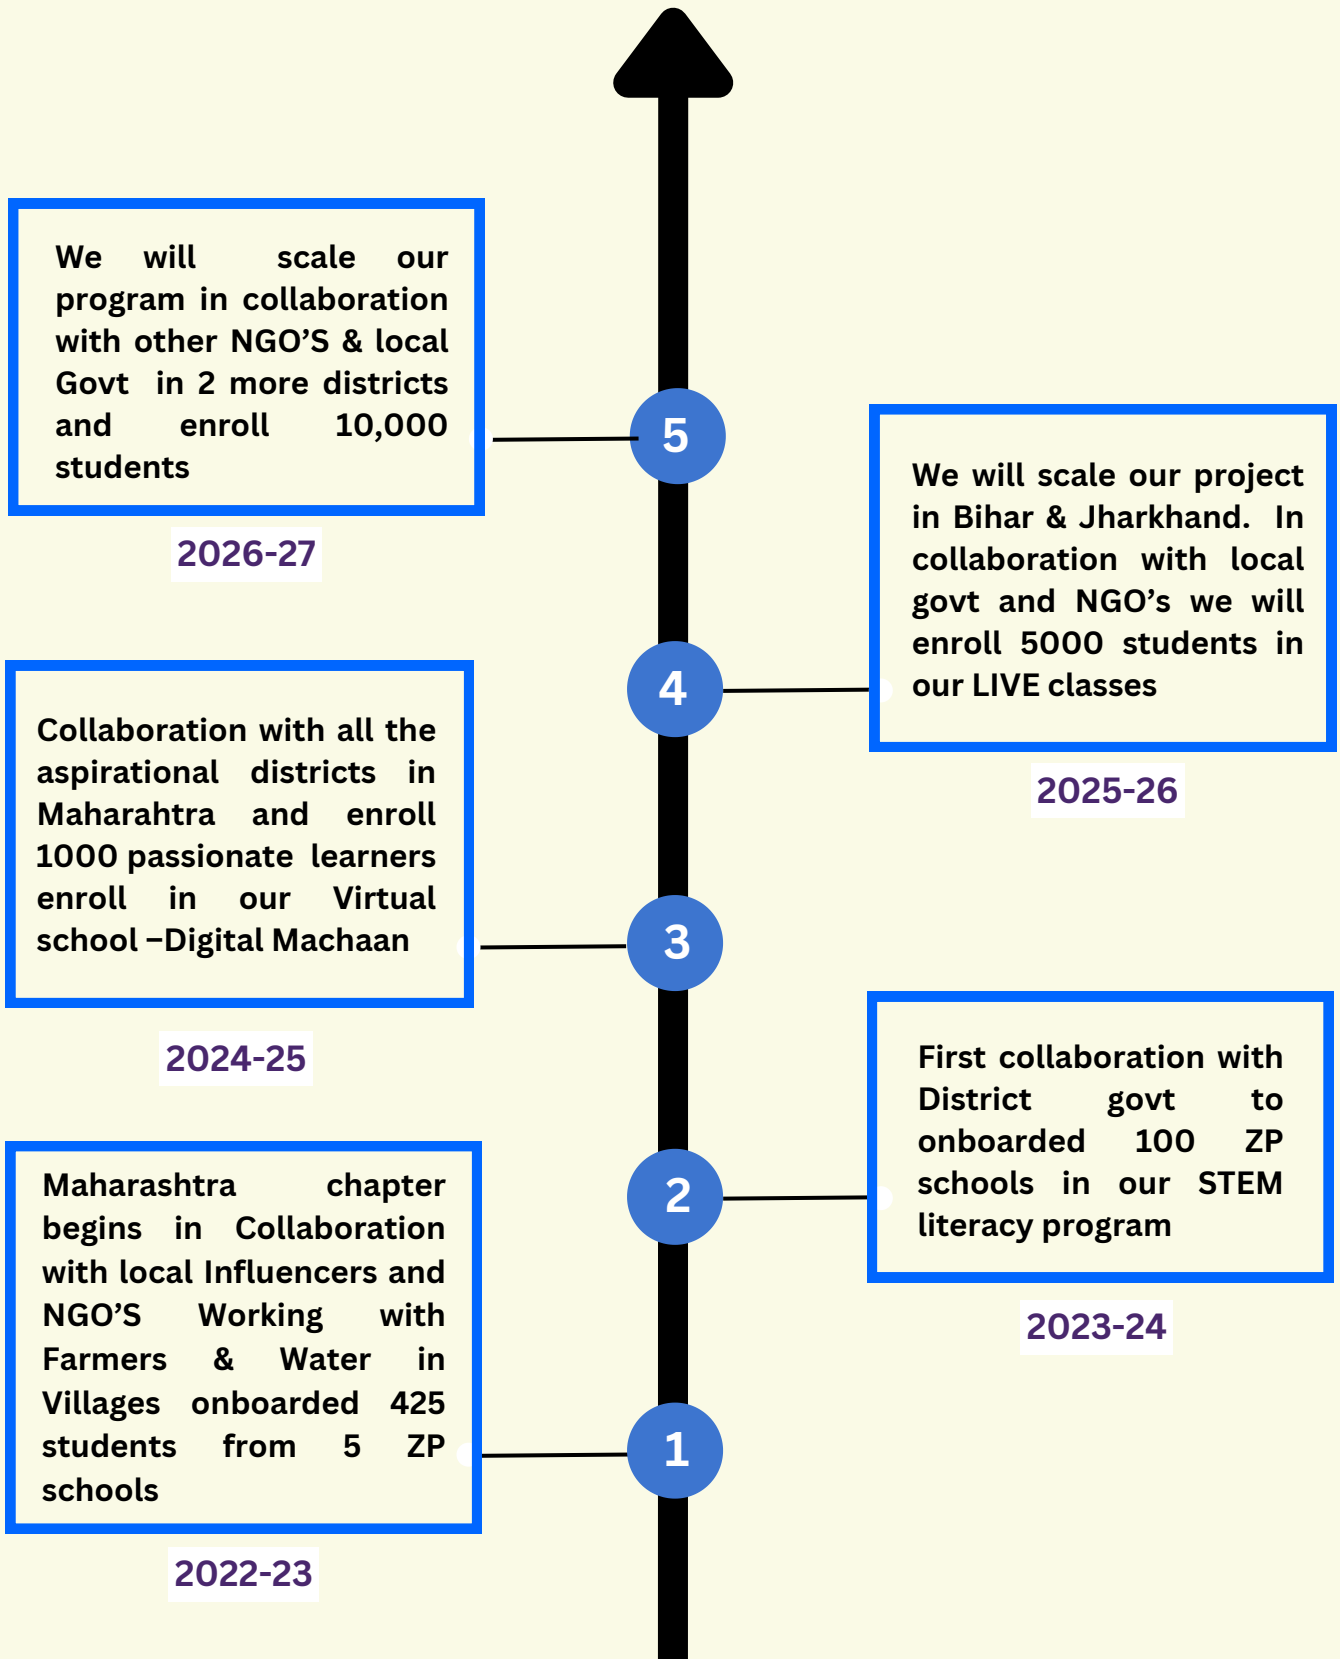 We will scale our
program in collaboration
with other NGO’S & local
Govt in 2 more districts
and enroll 10,000
students
2026-27
5
We will scale our project
in Bihar & Jharkhand. In
collaboration with local
govt and NGO’s we will
enroll 5000 students in
our LIVE classes
2025-26
4
Collaboration with all the
aspirational districts in
Maharahtra and enroll
1000 passionate learners
enroll in our Virtual
school –Digital Machaan
2024-25
3
First collaboration with
District govt to
onboarded 100 ZP
schools in our STEM
literacy program
2023-24
2
Maharashtra chapter
begins in Collaboration
with local Influencers and
NGO’S Working with
Farmers & Water in
Villages onboarded 425
students from 5 ZP
schools
2022-23
1